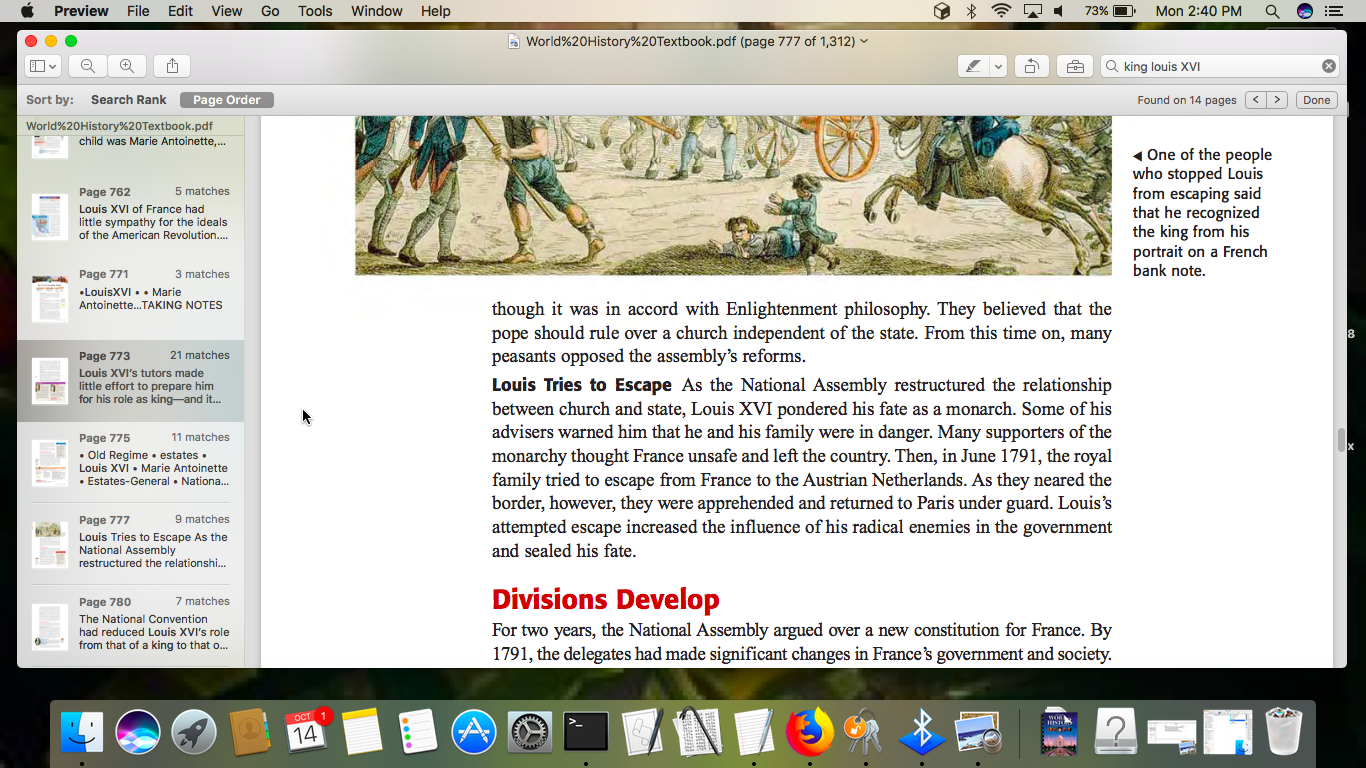 Preview File Edit View Go Tools Window Help 73% Mon 2:40 PM
World%20History%20Textbook.pdf (page 777 of 1,312)
king louis XVI
Sort by: Search Rank Page Order Found on 14 pages < > Done
World%20History%20Textbook.pdf
child was Marie Antoinette,...
Page 762 5 matches
Louis XVI of France had
little sympathy for the ideals
of the American Revolution....
Page 771 3 matches
•LouisXVI • • Marie
Antoinette...TAKING NOTES
Page 773 21 matches
Louis XVI's tutors made
little effort to prepare him
for his role as king—and it...
Page 775 11 matches
• Old Regime • estates •
Louis XVI • Marie Antoinette
• Estates-General • Nationa...
Page 777 9 matches
Louis Tries to Escape As the
National Assembly
restructured the relationshi...
Page 780 7 matches
The National Convention
had reduced Louis XVI's role
from that of a king to that o...
◀ One of the people
who stopped Louis
from escaping said
that he recognized
the king from his
portrait on a French
bank note.
though it was in accord with Enlightenment philosophy. They believed that the
pope should rule over a church independent of the state. From this time on, many
peasants opposed the assembly's reforms.
Louis Tries to Escape As the National Assembly restructured the relationship
between church and state, Louis XVI pondered his fate as a monarch. Some of his
advisers warned him that he and his family were in danger. Many supporters of the
monarchy thought France unsafe and left the country. Then, in June 1791, the royal
family tried to escape from France to the Austrian Netherlands. As they neared the
border, however, they were apprehended and returned to Paris under guard. Louis's
attempted escape increased the influence of his radical enemies in the government
and sealed his fate.
Divisions Develop
For two years, the National Assembly argued over a new constitution for France. By
1791, the delegates had made significant changes in France's government and society.
8
x
OCT
14
1
>_
?